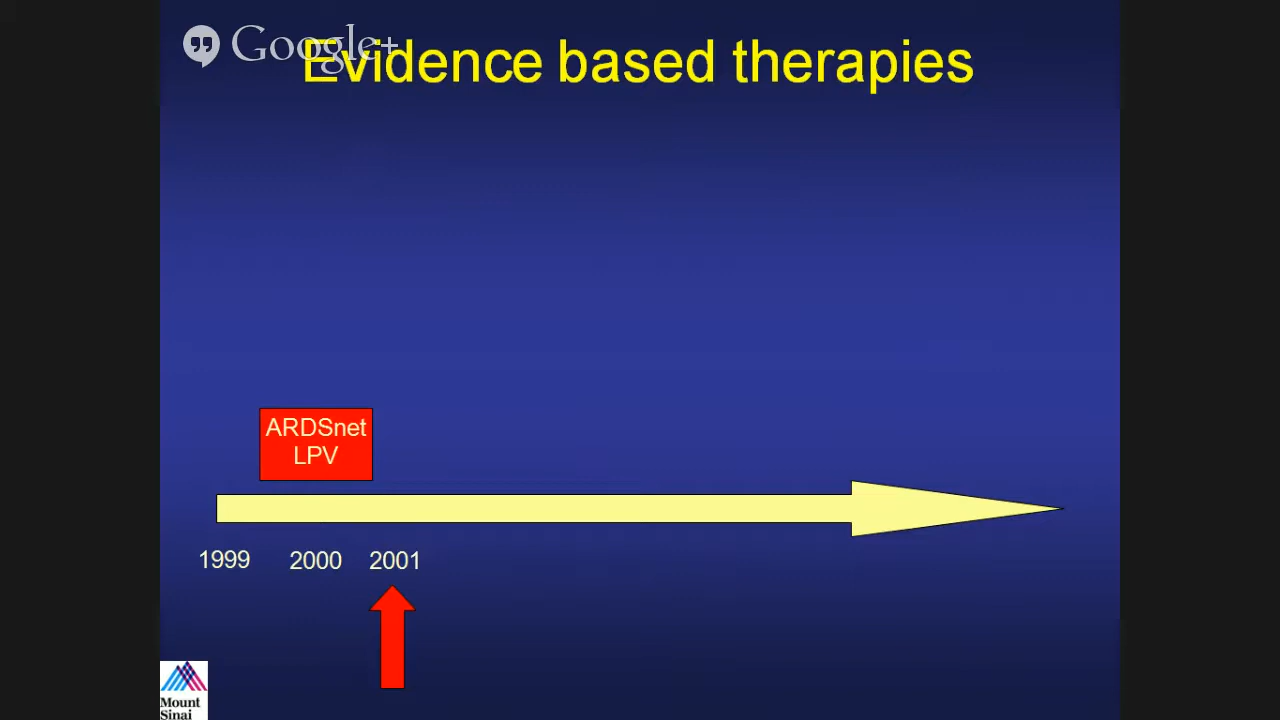 Google+
Evidence based therapies
ARDSnet
LPV
1999 2000 2001
Mount
Sinai